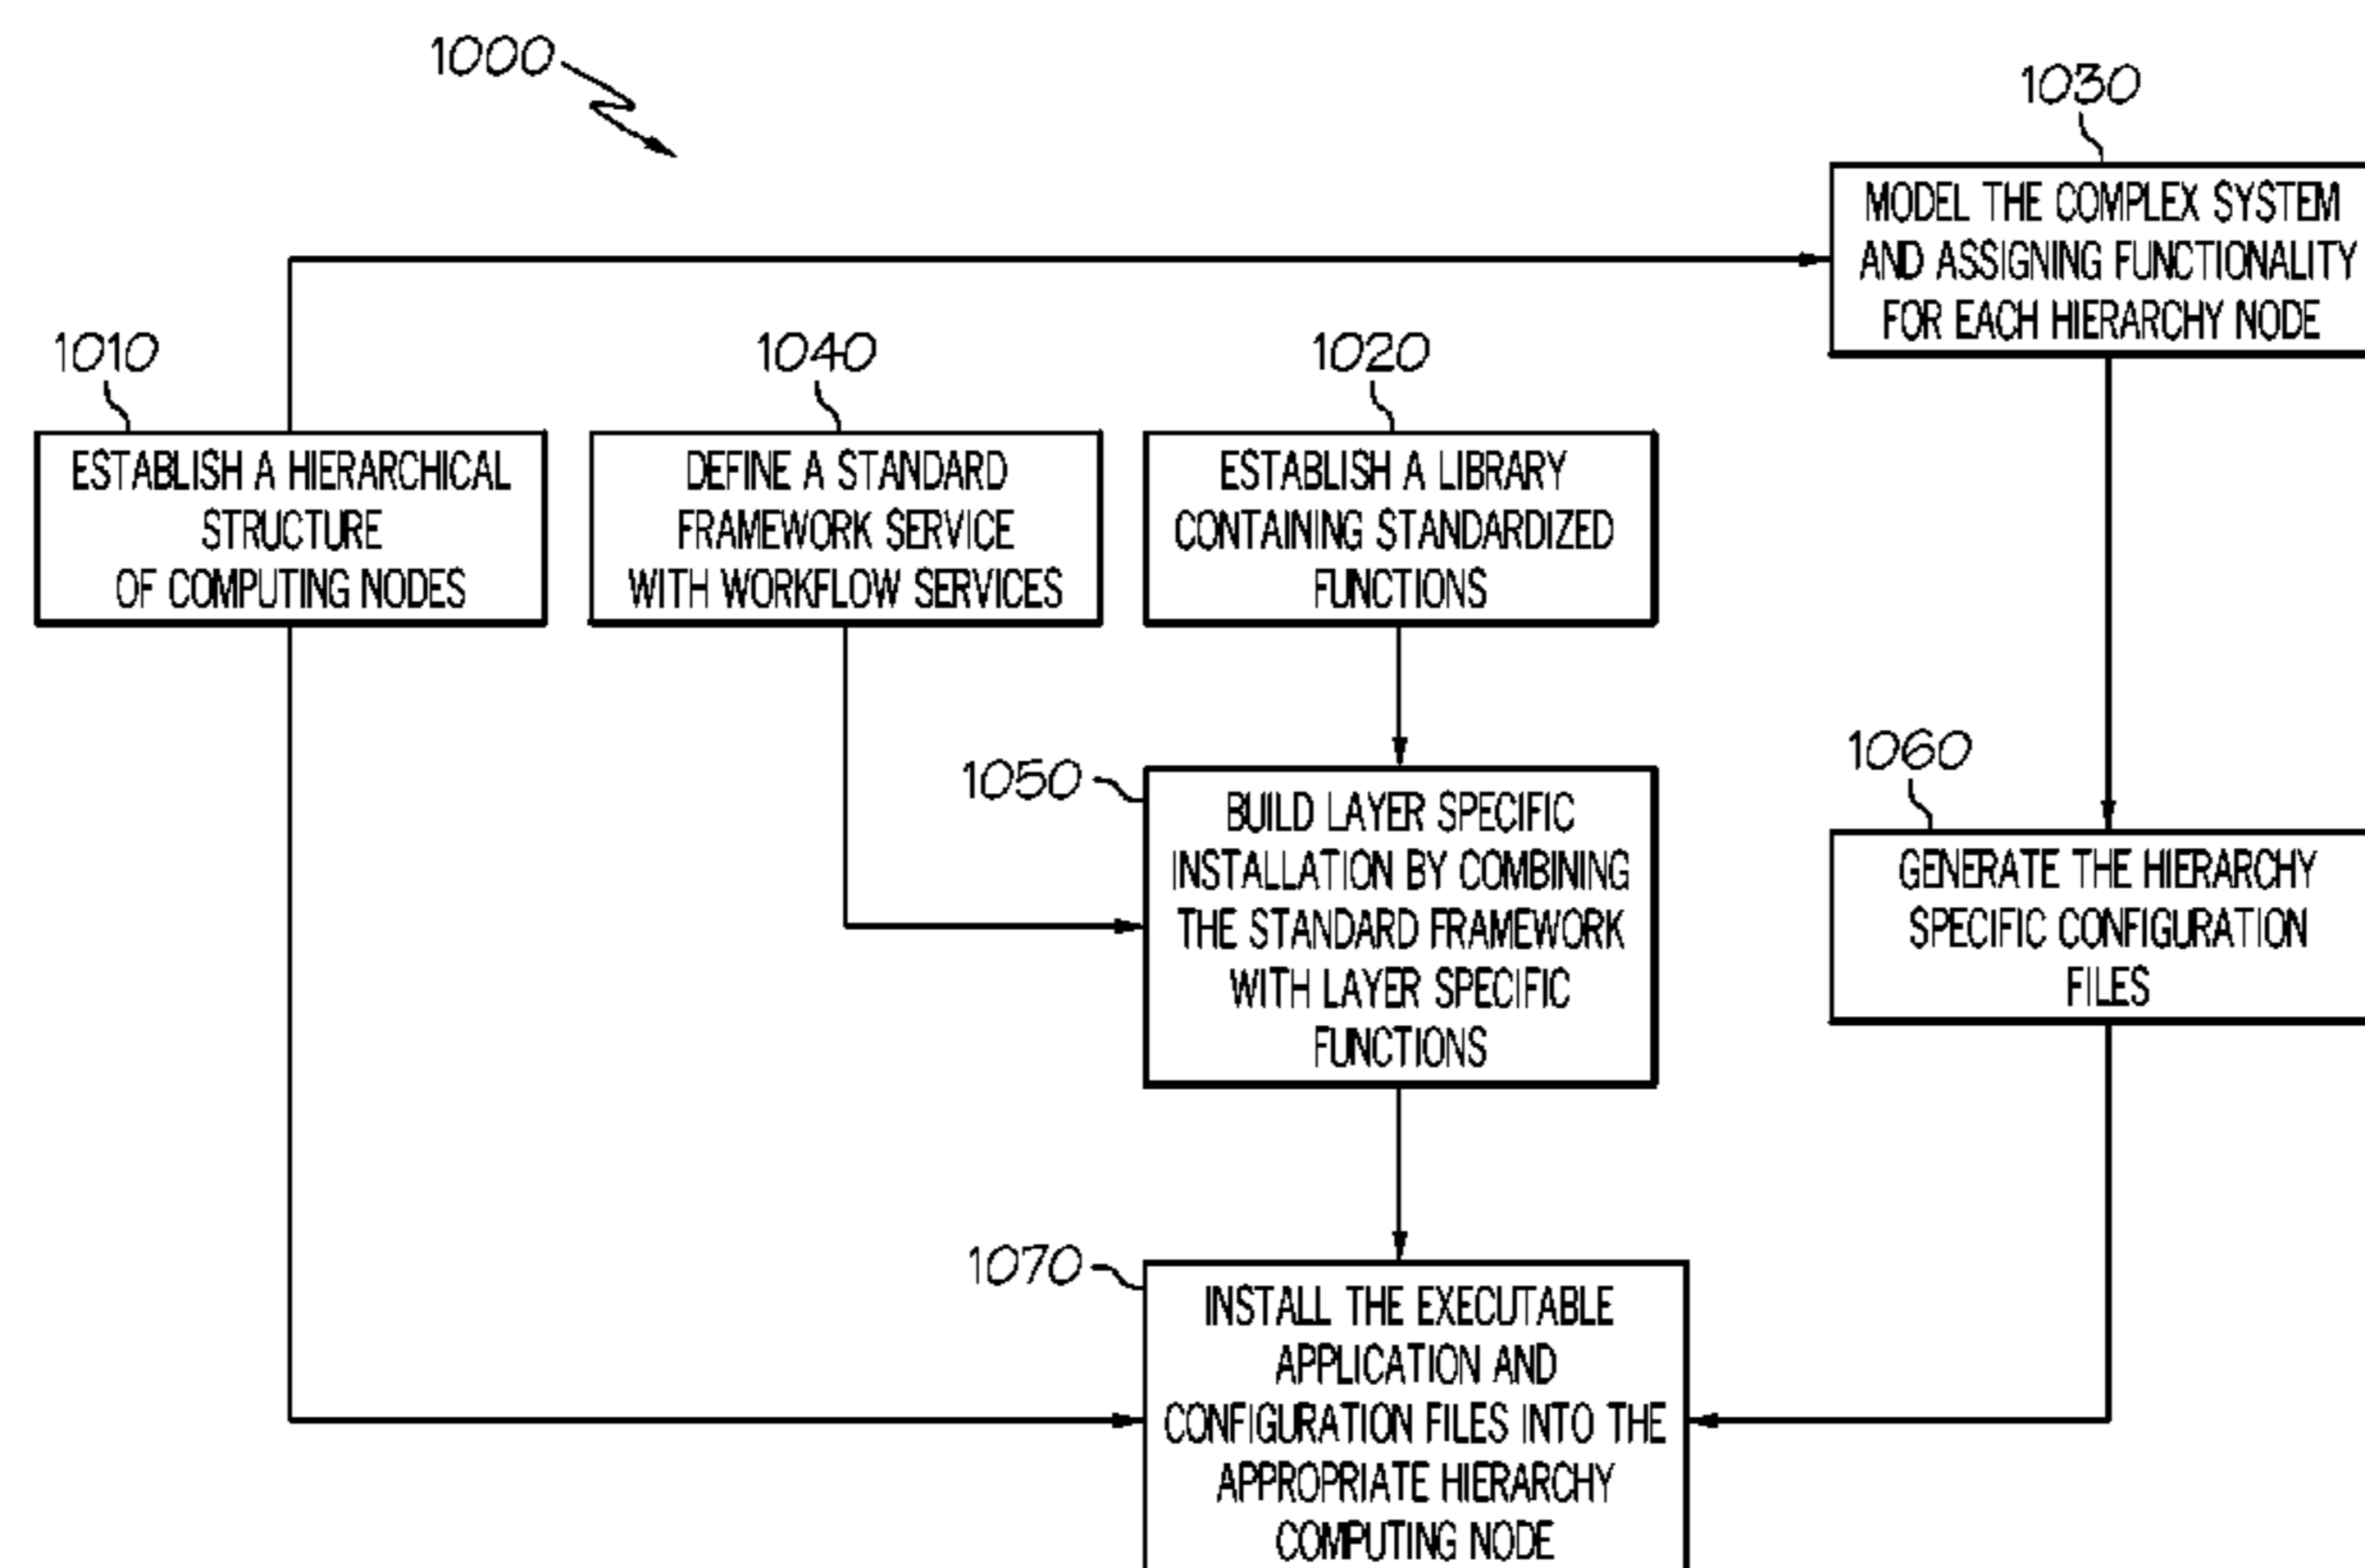 1000
1030
MODEL THE COMPLEX SYSTEM
AND ASSIGNING FUNCTIONALITY
FOR EACH HIERARCHY NODE
1010
ESTABLISH A HIERARCHICAL
STRUCTURE
OF COMPUTING NODES
1040
DEFINE A STANDARD
FRAMEWORK SERVICE
WITH WORKFLOW SERVICES
1020
ESTABLISH A LIBRARY
CONTAINING STANDARDIZED
FUNCTIONS
1050
BUILD LAYER SPECIFIC
INSTALLATION BY COMBINING
THE STANDARD FRAMEWORK
WITH LAYER SPECIFIC
FUNCTIONS
1060
GENERATE THE HIERARCHY
SPECIFIC CONFIGURATION
FILES
1070
INSTALL THE EXECUTABLE
APPLICATION AND
CONFIGURATION FILES INTO THE
APPROPRIATE HIERARCHY
COMPUTING NODE